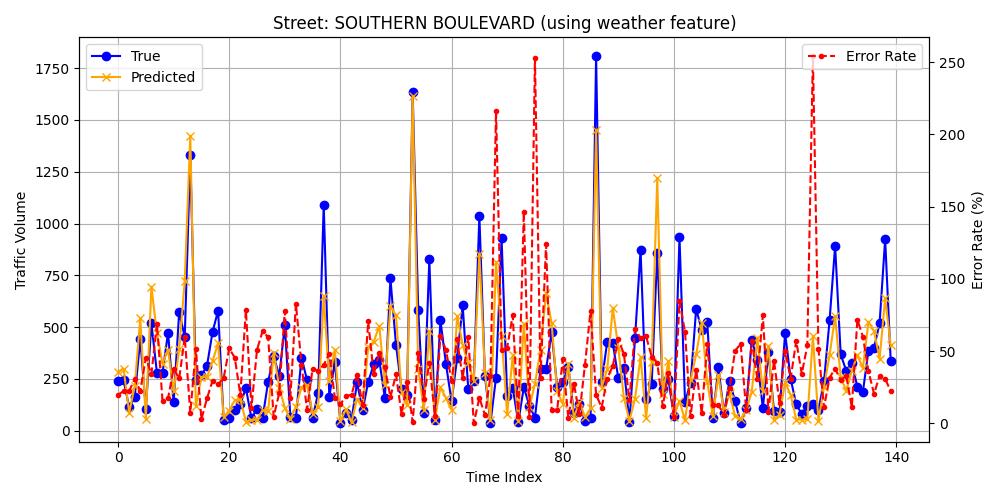 Street: SOUTHERN BOULEVARD (using weather feature)
True
Predicted
Error Rate
Traffic Volume
1750
1500
1250
1000
750
500
250
0
250
200
150
100
50
0
Error Rate (%)
0 20 40 60 80 100 120 140
Time Index